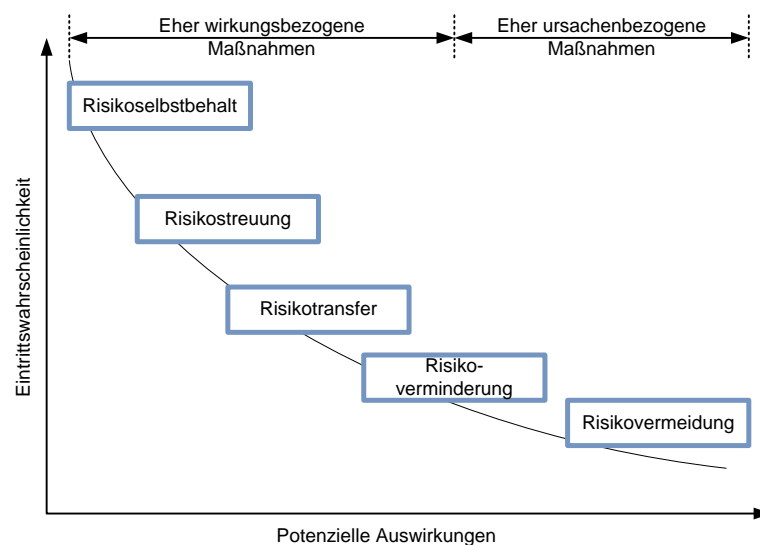 Eher wirkungsbezogene
Maßnahmen
Eher ursachenbezogene
Maßnahmen
Eintrittswahrscheinlichkeit
Risikoselbstbehalt
Risikostreuung
Risikotransfer
Risiko-
verminderung
Risikovermeidung
Potenzielle Auswirkungen